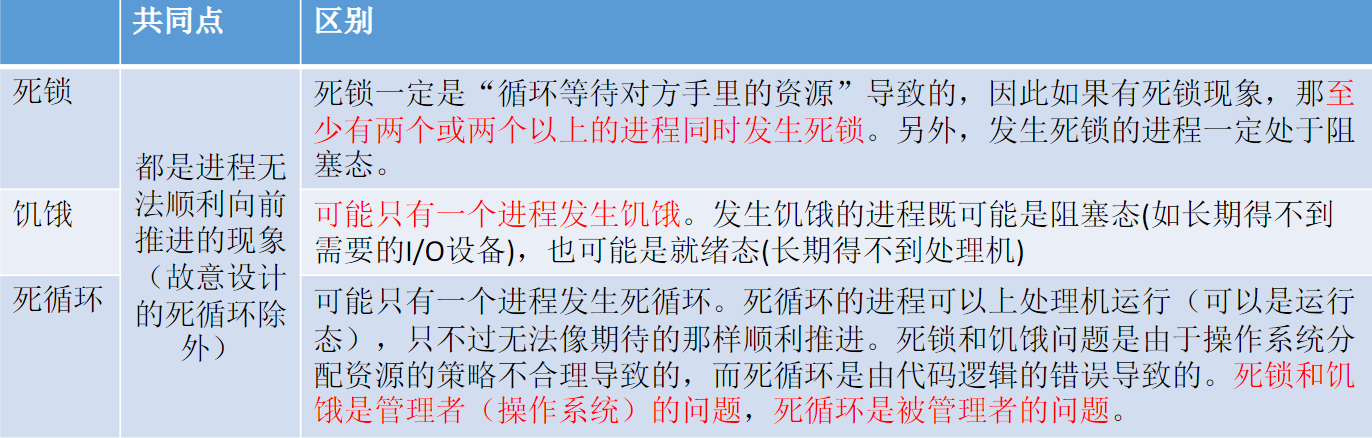 共同点
区别
死锁
死锁一定是“循环等待对方手里的资源”导致的，因此如果有死锁现象，那至
少有两个或两个以上的进程同时发生死锁。另外，发生死锁的进程一定处于阻
塞态。
都是进程无
法顺利向前
推进的现象
（故意设计
的死循环除
外）
饥饿
可能只有一个进程发生饥饿。发生饥饿的进程既可能是阻塞态(如长期得不到
需要的I/O设备)，也可能是就绪态(长期得不到处理机)
死循环
可能只有一个进程发生死循环。死循环的进程可以上处理机运行（可以是运行
态），只不过无法像期待的那样顺利推进。死锁和饥饿问题是由于操作系统分
配资源的策略不合理导致的，而死循环是由代码逻辑的错误导致的。死锁和饥
饿是管理者（操作系统）的问题，死循环是被管理者的问题。